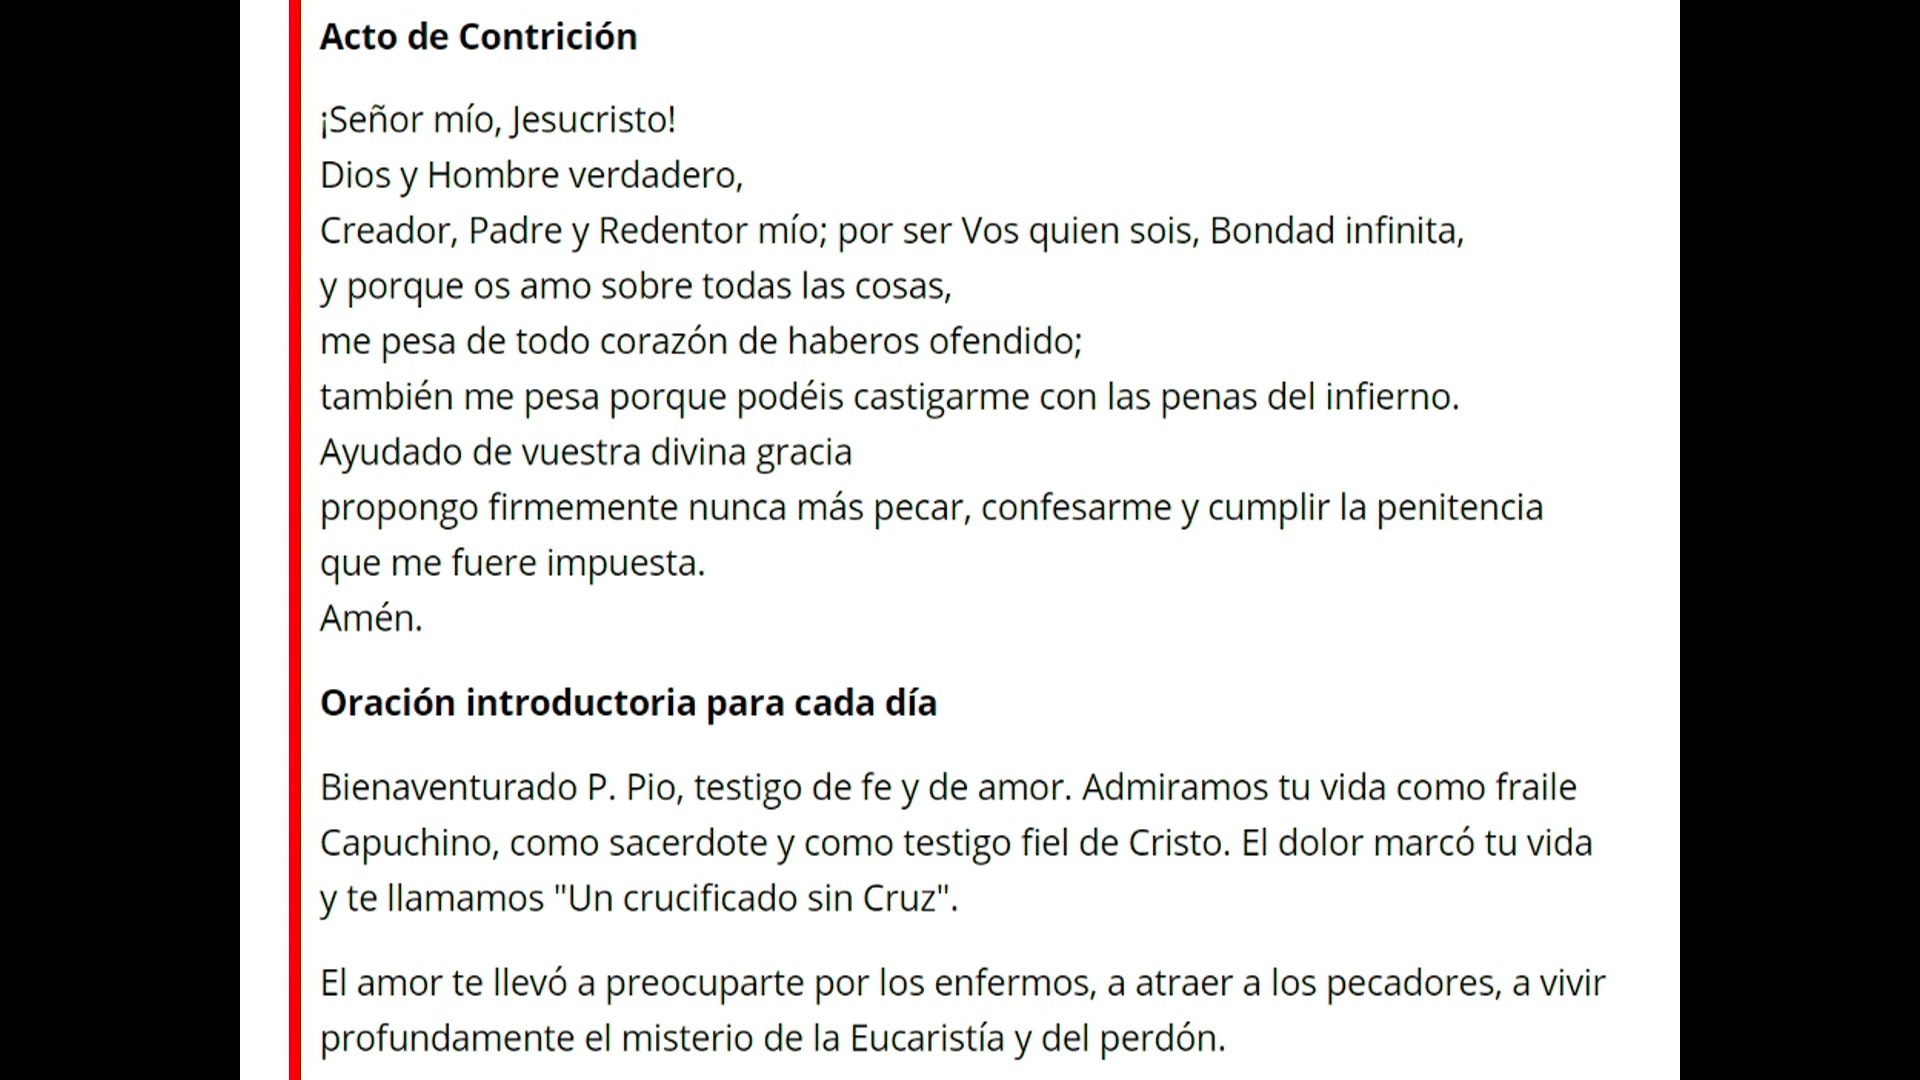 Acto de Contrición
¡Señor mío, Jesucristo!
Dios y Hombre verdadero,
Creador, Padre y Redentor mío; por ser Vos quien sois, Bondad infinita,
y porque os amo sobre todas las cosas,
me pesa de todo corazón de haberos ofendido;
también me pesa porque podéis castigarme con las penas del infierno.
Ayudado de vuestra divina gracia
propongo firmemente nunca más pecar, confesarme y cumplir la penitencia
que me fuere impuesta.
Amén.
Oración introductoria para cada día
Bienaventurado P. Pio, testigo de fe y de amor. Admiramos tu vida como fraile
Capuchino, como sacerdote y como testigo fiel de Cristo. El dolor marcó tu vida
y te llamamos "Un crucificado sin Cruz".
El amor te llevó a preocuparte por los enfermos, a atraer a los pecadores, a vivir
profundamente el misterio de la Eucaristía y del perdón.